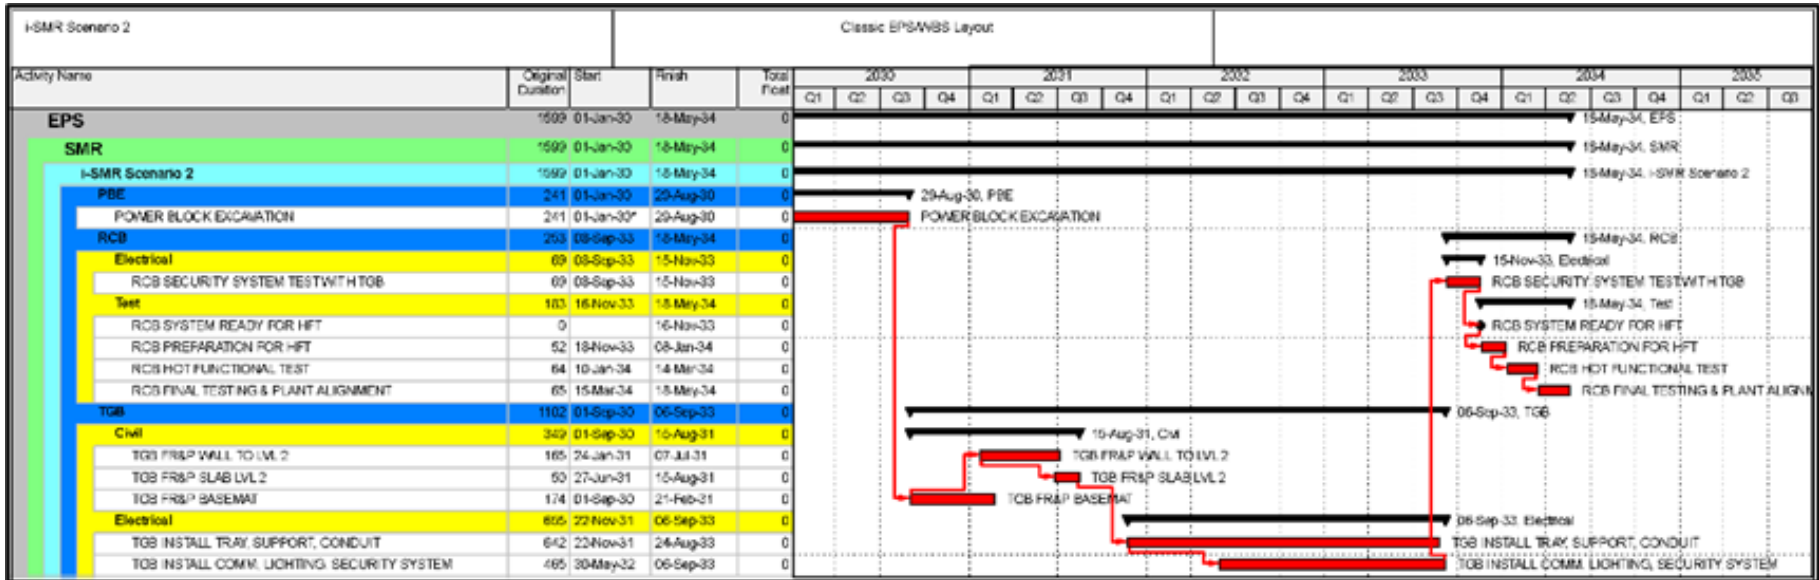 i-SMR Scenario 2 Classic EPS/WBS Layout
Activity Name Original Duration Start Finish Total Float 2030 2031 2032 2033 2034 2035
Q1 Q2 Q3 Q4 Q1 Q2 Q3 Q4 Q1 Q2 Q3 Q4 Q1 Q2 Q3 Q4 Q1 Q2 Q3 Q4 Q1 Q2 Q3
EPS 1599 01-Jan-30 18-May-34 0 18-May-34, EPS
SMR 1599 01-Jan-30 18-May-34 0 18-May-34, SMR
i-SMR Scenario 2 1599 01-Jan-30 18-May-34 0 18-May-34, i-SMR Scenario 2
PBE 241 01-Jan-30 29-Aug-30 0 29-Aug-30, PBE
POWER BLOCK EXCAVATION 241 01-Jan-30* 29-Aug-30 0 POWER BLOCK EXCAVATION
RCB 253 08-Sep-33 18-May-34 0 18-May-34, RCB
Electrical 69 08-Sep-33 15-Nov-33 0 15-Nov-33, Electrical
RCB SECURITY SYSTEM TEST WITH TGB 69 08-Sep-33 15-Nov-33 0 RCB SECURITY SYSTEM TEST WITH TGB
Test 183 16-Nov-33 18-May-34 0 18-May-34, Test
RCB SYSTEM READY FOR HFT 0 16-Nov-33 0 RCB SYSTEM READY FOR HFT
RCB PREPARATION FOR HFT 52 18-Nov-33 08-Jan-34 0 RCB PREPARATION FOR HFT
RCB HOT FUNCTIONAL TEST 64 10-Jan-34 14-Mar-34 0 RCB HOT FUNCTIONAL TEST
RCB FINAL TESTING & PLANT ALIGNMENT 65 15-Mar-34 18-May-34 0 RCB FINAL TESTING & PLANT ALIGNM
TGB 1102 01-Sep-30 06-Sep-33 0 06-Sep-33, TGB
Civil 349 01-Sep-30 15-Aug-31 0 15-Aug-31, Civil
TGB FR&P WALL TO LVL 2 165 24-Jan-31 07-Jul-31 0 TGB FR&P WALL TO LVL 2
TGB FR&P SLAB LVL 2 50 27-Jun-31 15-Aug-31 0 TGB FR&P SLAB LVL 2
TGB FR&P BASEMAT 174 01-Sep-30 21-Feb-31 0 TGB FR&P BASEMAT
Electrical 655 22-Nov-31 06-Sep-33 0 06-Sep-33, Electrical
TGB INSTALL TRAY, SUPPORT, CONDUIT 642 22-Nov-31 24-Aug-33 0 TGB INSTALL TRAY, SUPPORT, CONDUIT
TGB INSTALL COMM, LIGHTING, SECURITY SYSTEM 465 30-May-32 06-Sep-33 0 TGB INSTALL COMM, LIGHTING, SECURITY SYSTEM